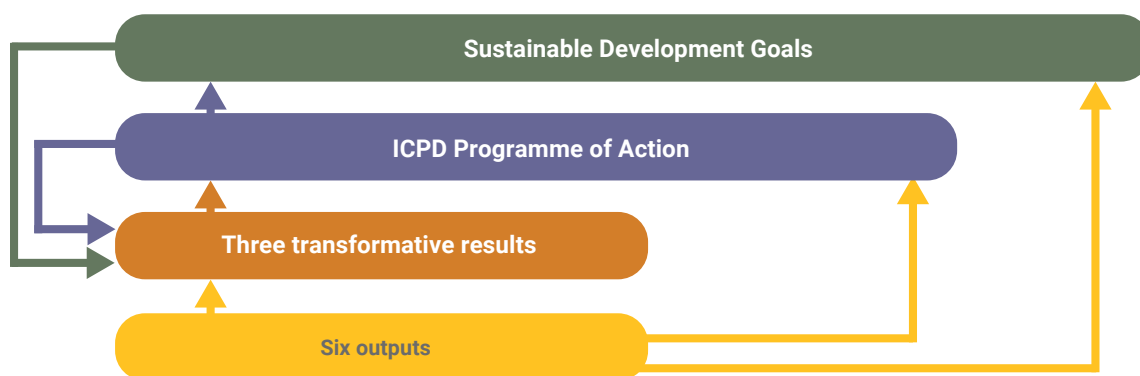 Sustainable Development Goals
ICPD Programme of Action
Three transformative results
Six outputs